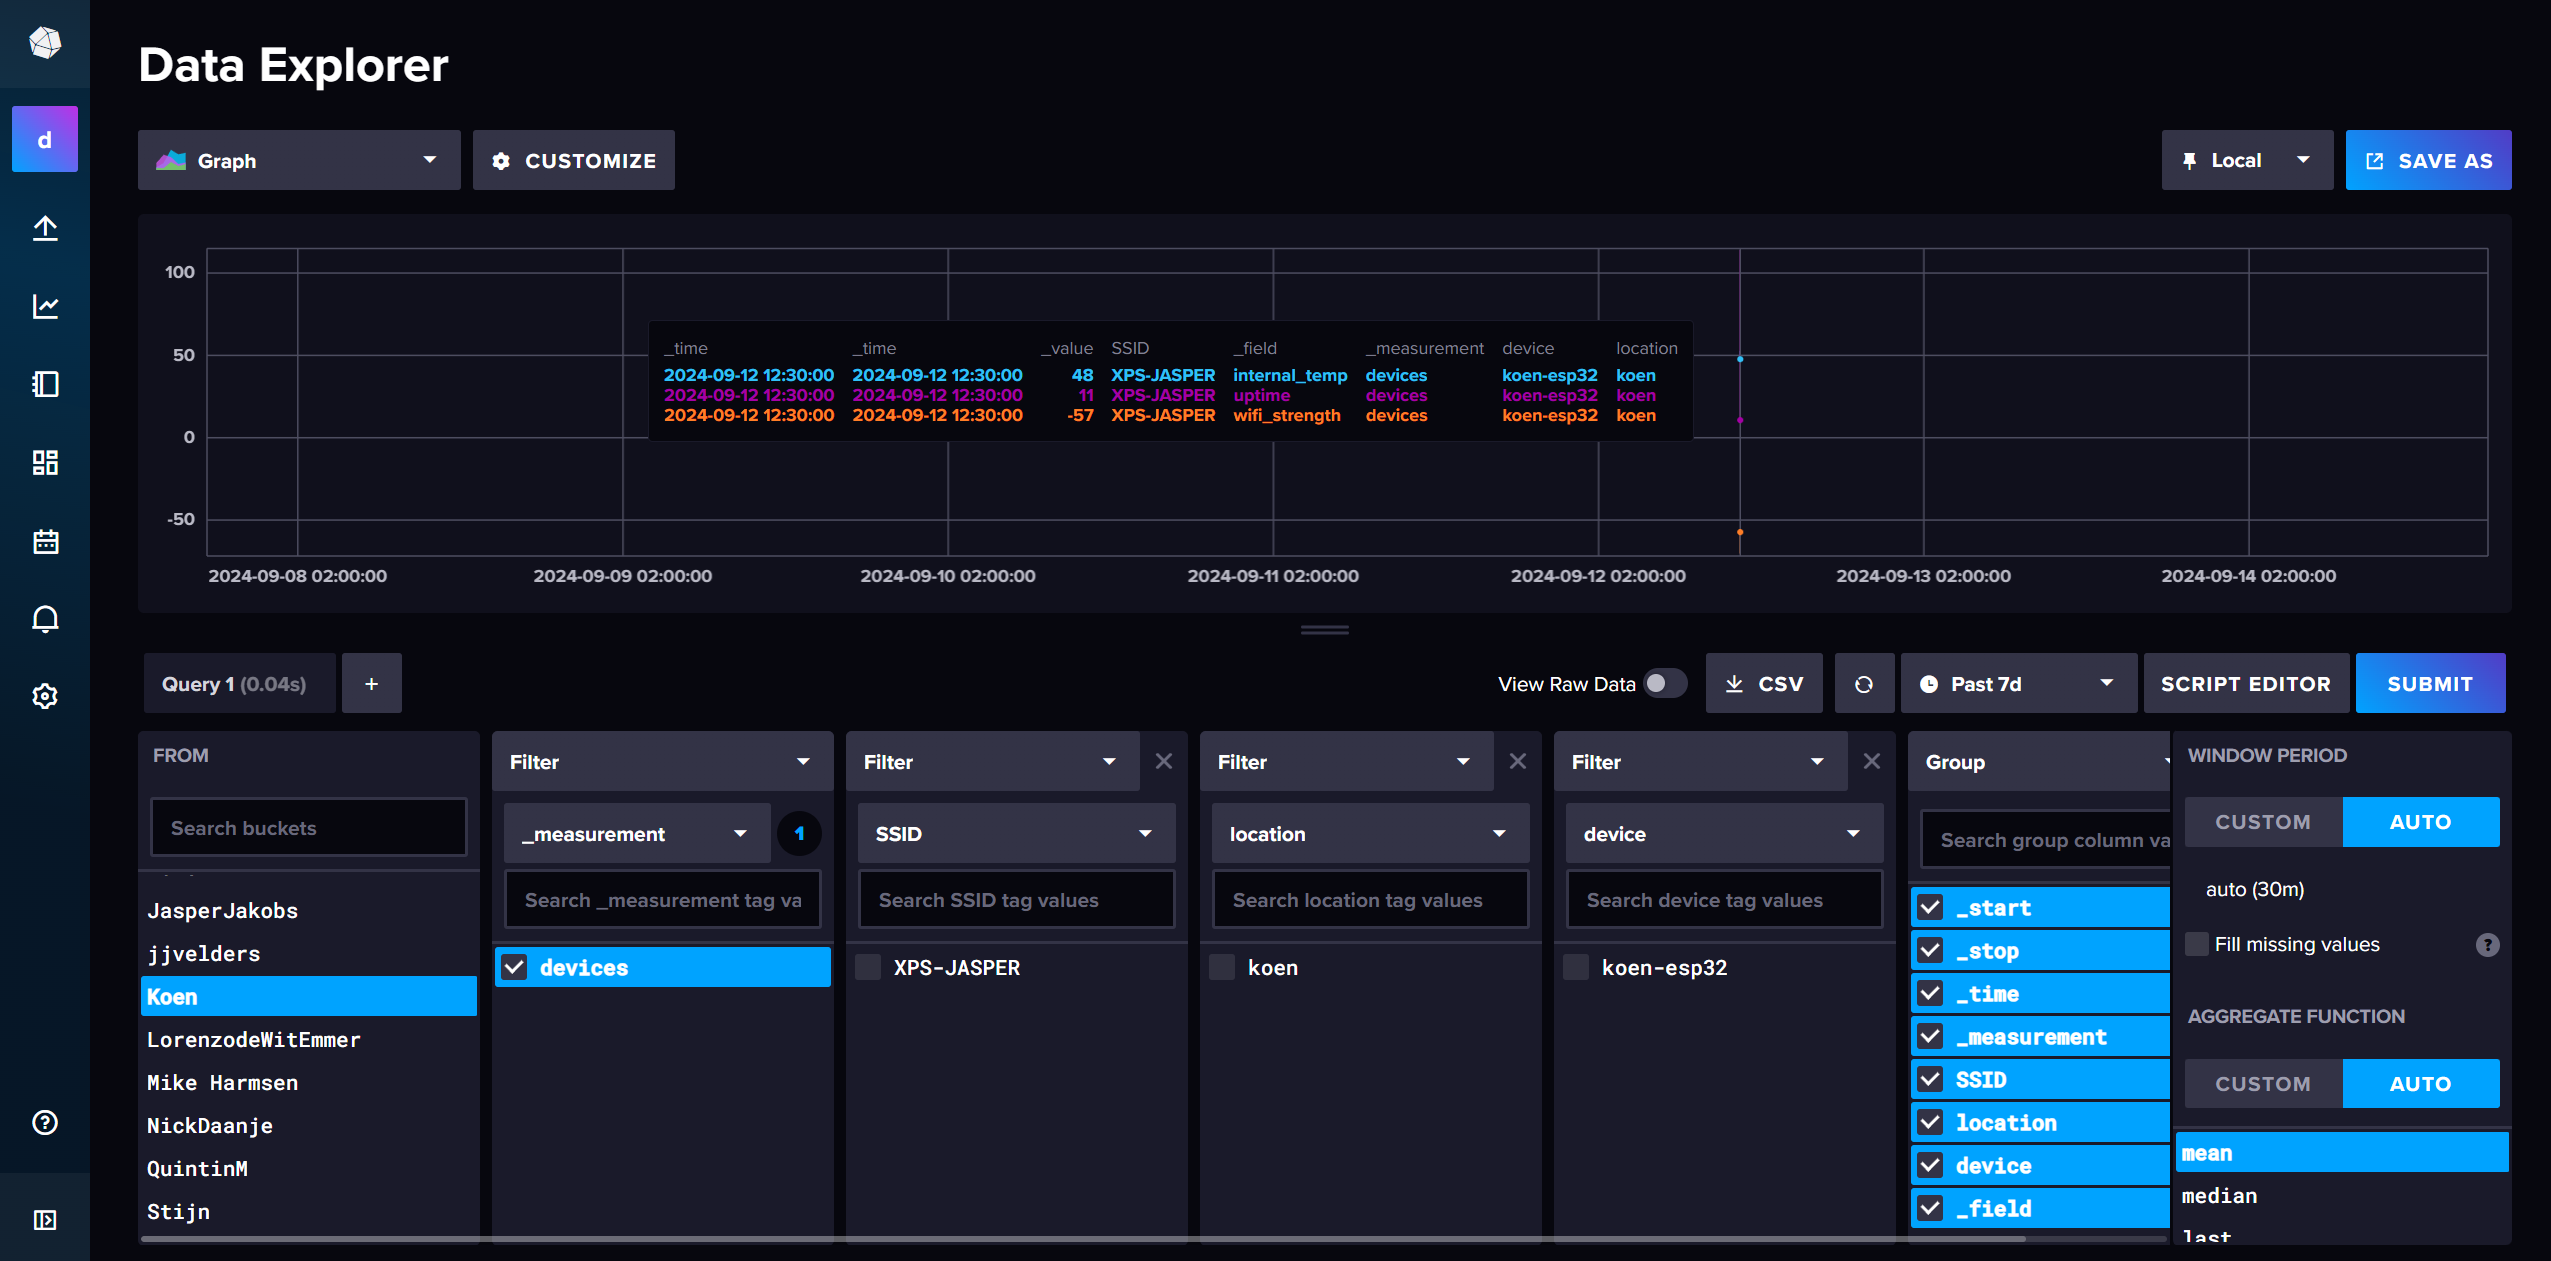 Data Explorer
d
Graph
CUSTOMIZE
Local
SAVE AS
100
50
0
-50
_time _time _value SSID _field _measurement device location
2024-09-12 12:30:00 2024-09-12 12:30:00 48 XPS-JASPER internal_temp devices koen-esp32 koen
2024-09-12 12:30:00 2024-09-12 12:30:00 11 XPS-JASPER uptime devices koen-esp32 koen
2024-09-12 12:30:00 2024-09-12 12:30:00 -57 XPS-JASPER wifi_strength devices koen-esp32 koen
2024-09-08 02:00:00 2024-09-09 02:00:00 2024-09-10 02:00:00 2024-09-11 02:00:00 2024-09-12 02:00:00 2024-09-13 02:00:00 2024-09-14 02:00:00
Query 1 (0.04s)
+
View Raw Data
CSV
Past 7d
SCRIPT EDITOR
SUBMIT
FROM
Search buckets
JasperJakobs
jjvelders
Koen
LorenzodeWitEmmer
Mike Harmsen
NickDaanje
QuintinM
Stijn
Filter
_measurement
1
Search _measurement tag va
devices
Filter
SSID
Search SSID tag values
XPS-JASPER
Filter
location
Search location tag values
koen
Filter
device
Search device tag values
koen-esp32
Group
Search group column va
_start
_stop
_time
_measurement
SSID
location
device
_field
WINDOW PERIOD
CUSTOM
AUTO
auto (30m)
Fill missing values
?
AGGREGATE FUNCTION
CUSTOM
AUTO
mean
median
last